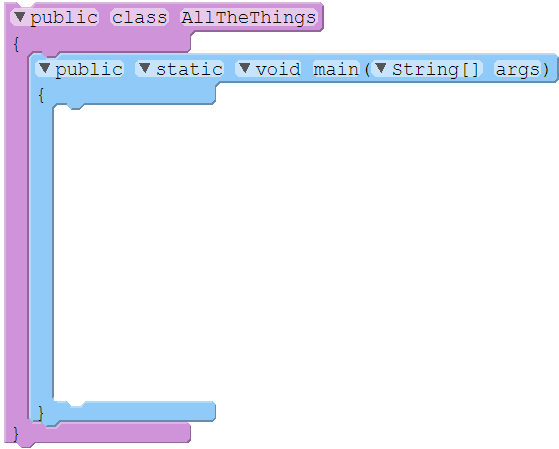 public class AllTheThings
{
public static void main(String[] args)
{
}
}